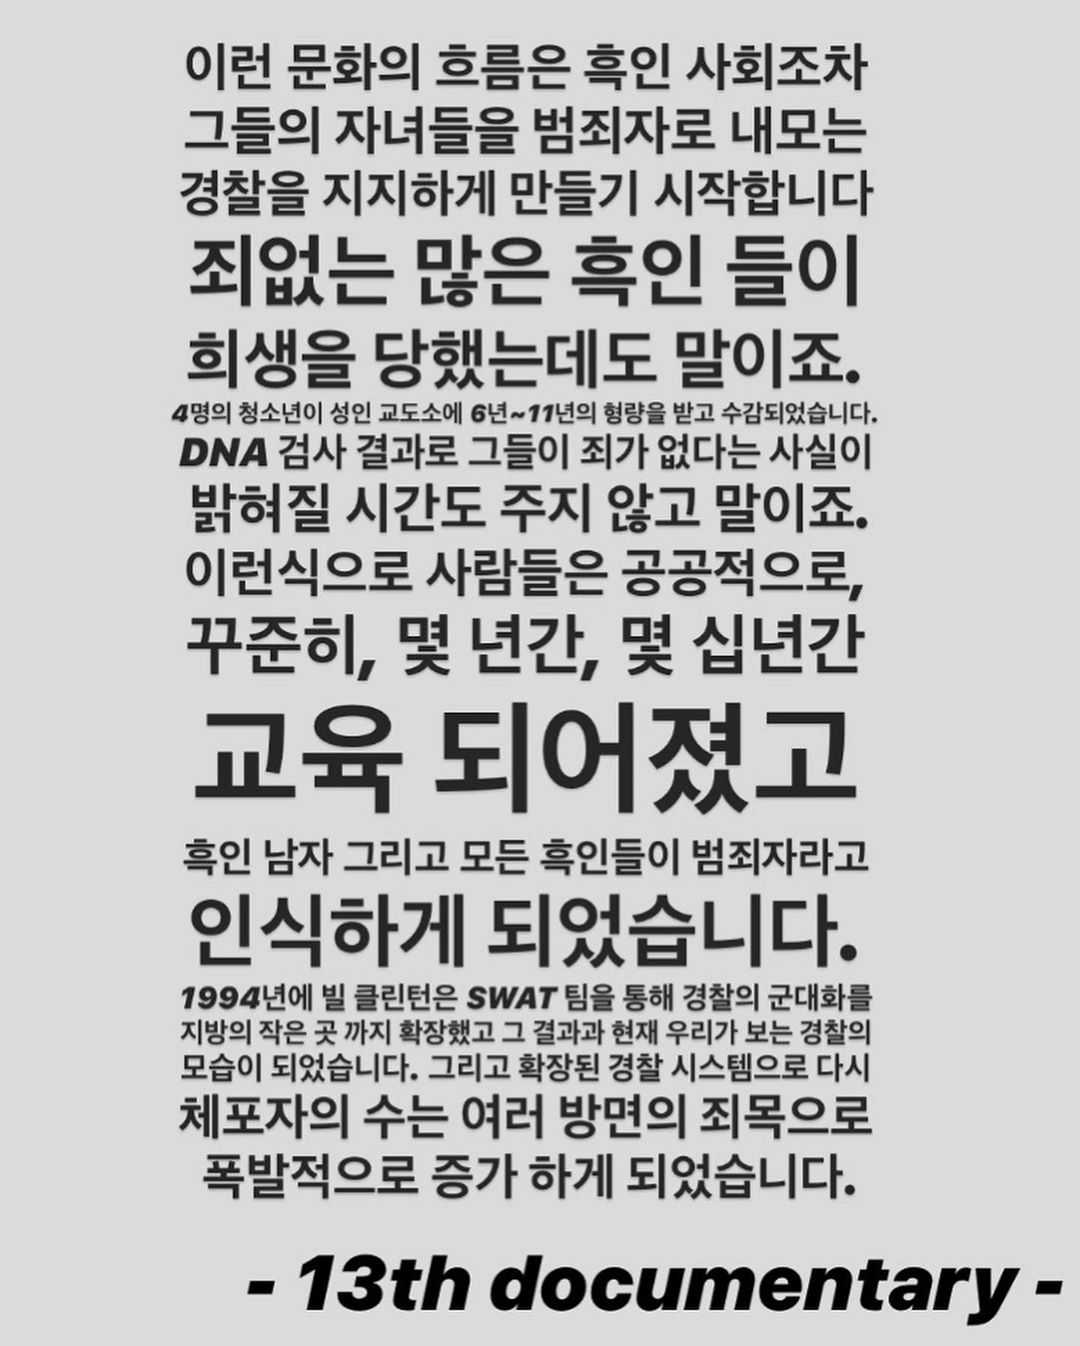 이런 문화의 흐름은 흑인 사회조차
그들의 자녀들을 범죄자로 내모는
경찰을 지지하게 만들기 시작합니다
죄없는 많은 흑인 들이
희생을 당했는데도 말이죠.
4명의 청소년이 성인 교도소에 6년~11년의 형량을 받고 수감되었습니다.
DNA 검사 결과로 그들이 죄가 없다는 사실이
밝혀질 시간도 주지 않고 말이죠.
이런식으로 사람들은 공공적으로,
꾸준히, 몇 년간, 몇 십년간
교육 되어졌고
흑인 남자 그리고 모든 흑인들이 범죄자라고
인식하게 되었습니다.
1994년에 빌 클린턴은 SWAT 팀을 통해 경찰의 군대화를
지방의 작은 곳 까지 확장했고 그 결과과 현재 우리가 보는 경찰의
모습이 되었습니다. 그리고 확장된 경찰 시스템으로 다시
체포자의 수는 여러 방면의 죄목으로
폭발적으로 증가 하게 되었습니다.
- 13th documentary -